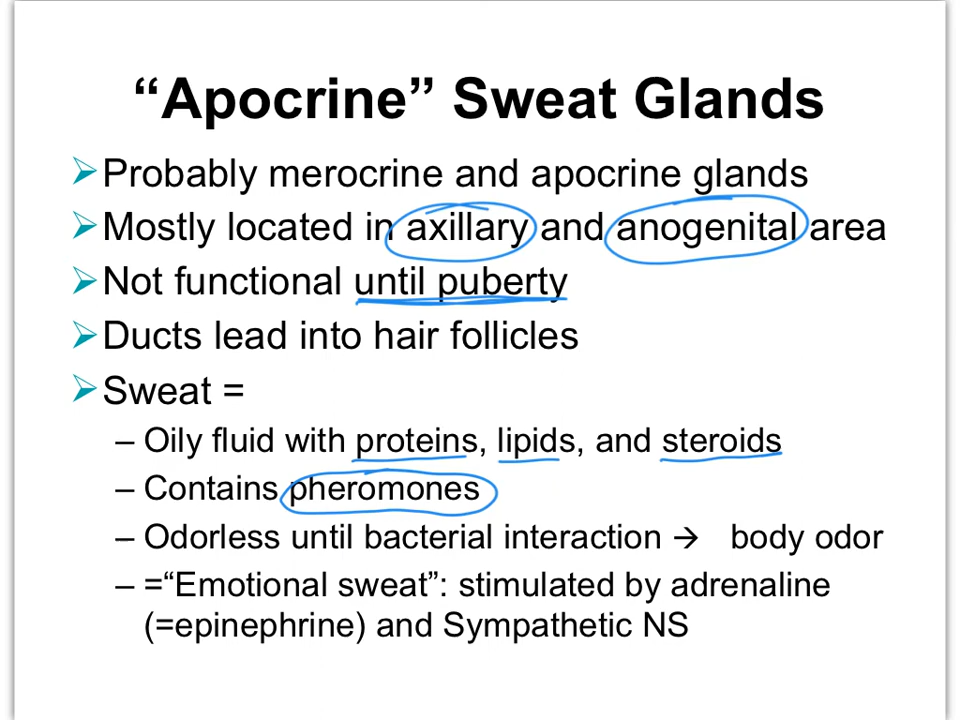 “Apocrine” Sweat Glands
➢Probably merocrine and apocrine glands
➢Mostly located in axillary and anogenital area
➢Not functional until puberty
➢Ducts lead into hair follicles
➢Sweat =
– Oily fluid with proteins, lipids, and steroids
– Contains pheromones
– Odorless until bacterial interaction → body odor
– =“Emotional sweat”: stimulated by adrenaline
(=epinephrine) and Sympathetic NS